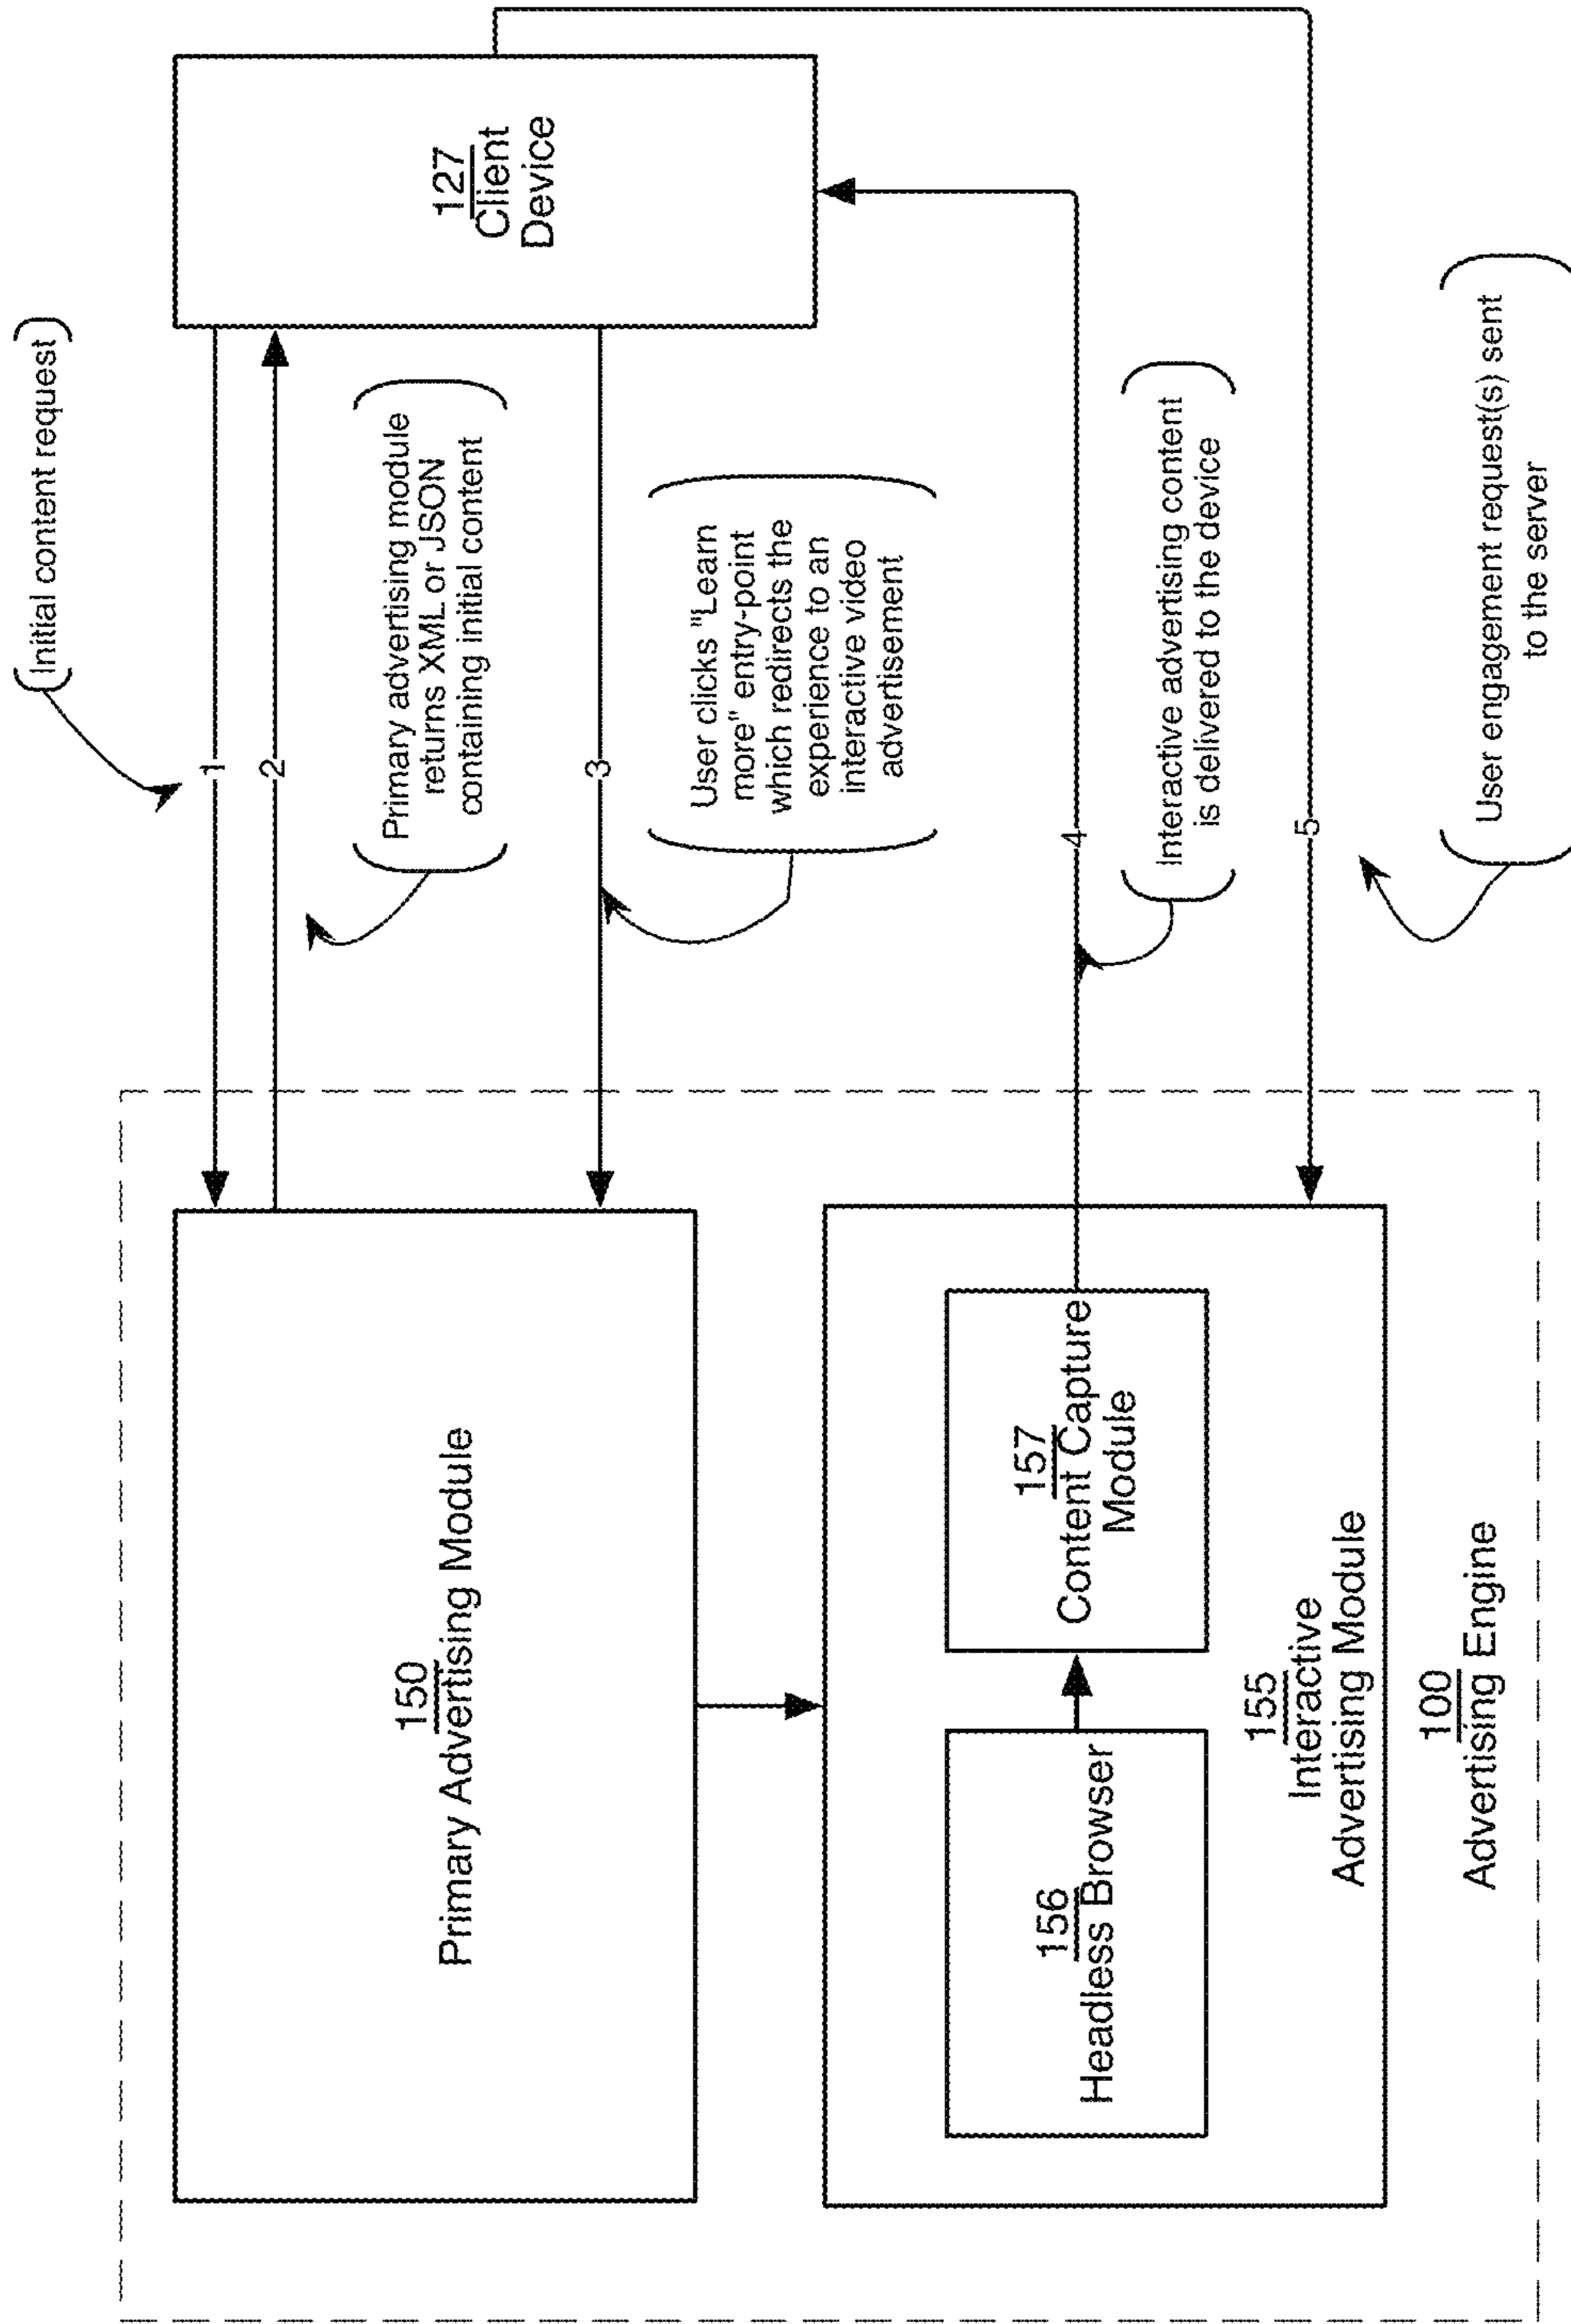 (Initial content request)
1
2
Primary advertising module
returns XML or JSON
containing initial content
3
User clicks "Learn
more" entry-point
which redirects the
experience to an
interactive video
advertisement
4
Interactive advertising content
is delivered to the device
5
User engagement request(s) sent
to the server
127
Client
Device
150
Primary Advertising Module
156
Headless Browser
157
Content Capture
Module
155
Interactive
Advertising Module
100
Advertising Engine